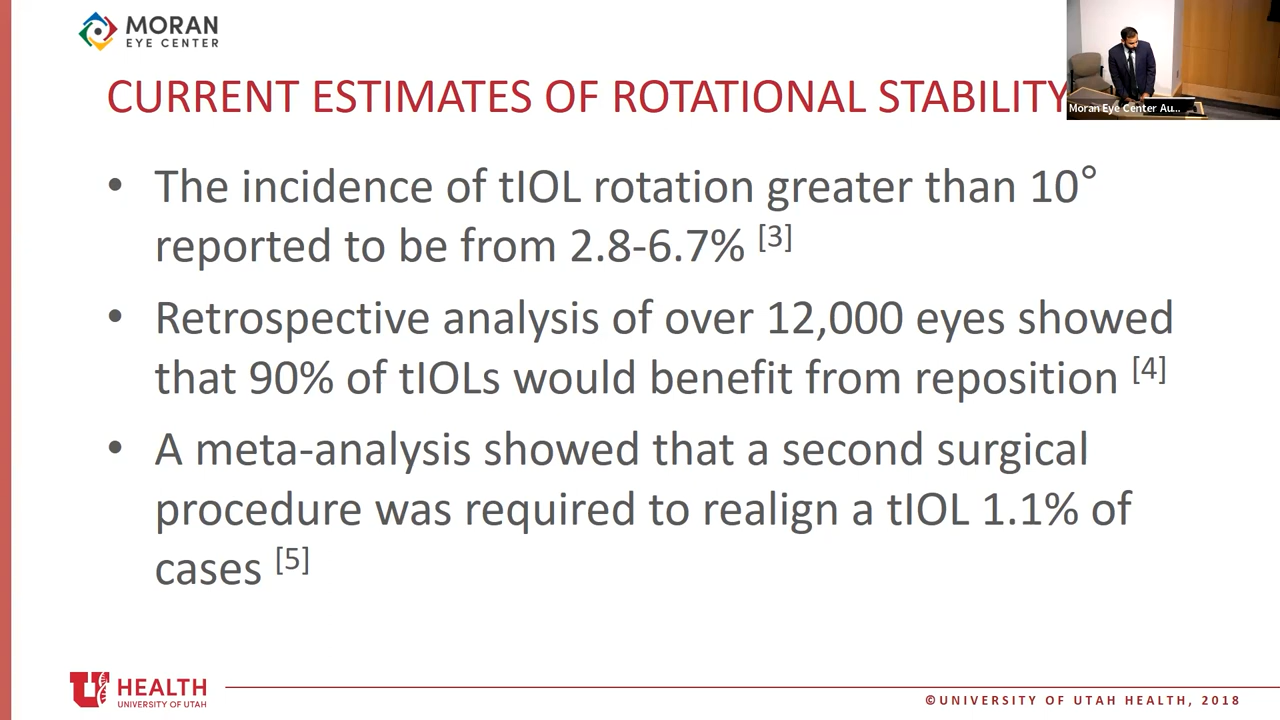 MORAN
EYE CENTER
CURRENT ESTIMATES OF ROTATIONAL STABILITY
Moran Eye Center Au...
• The incidence of tIOL rotation greater than 10°
reported to be from 2.8-6.7% [3]
• Retrospective analysis of over 12,000 eyes showed
that 90% of tIOLs would benefit from reposition [4]
• A meta-analysis showed that a second surgical
procedure was required to realign a tIOL 1.1% of
cases [5]
U HEALTH
UNIVERSITY OF UTAH
©UNIVERSITY OF UTAH HEALTH, 2018